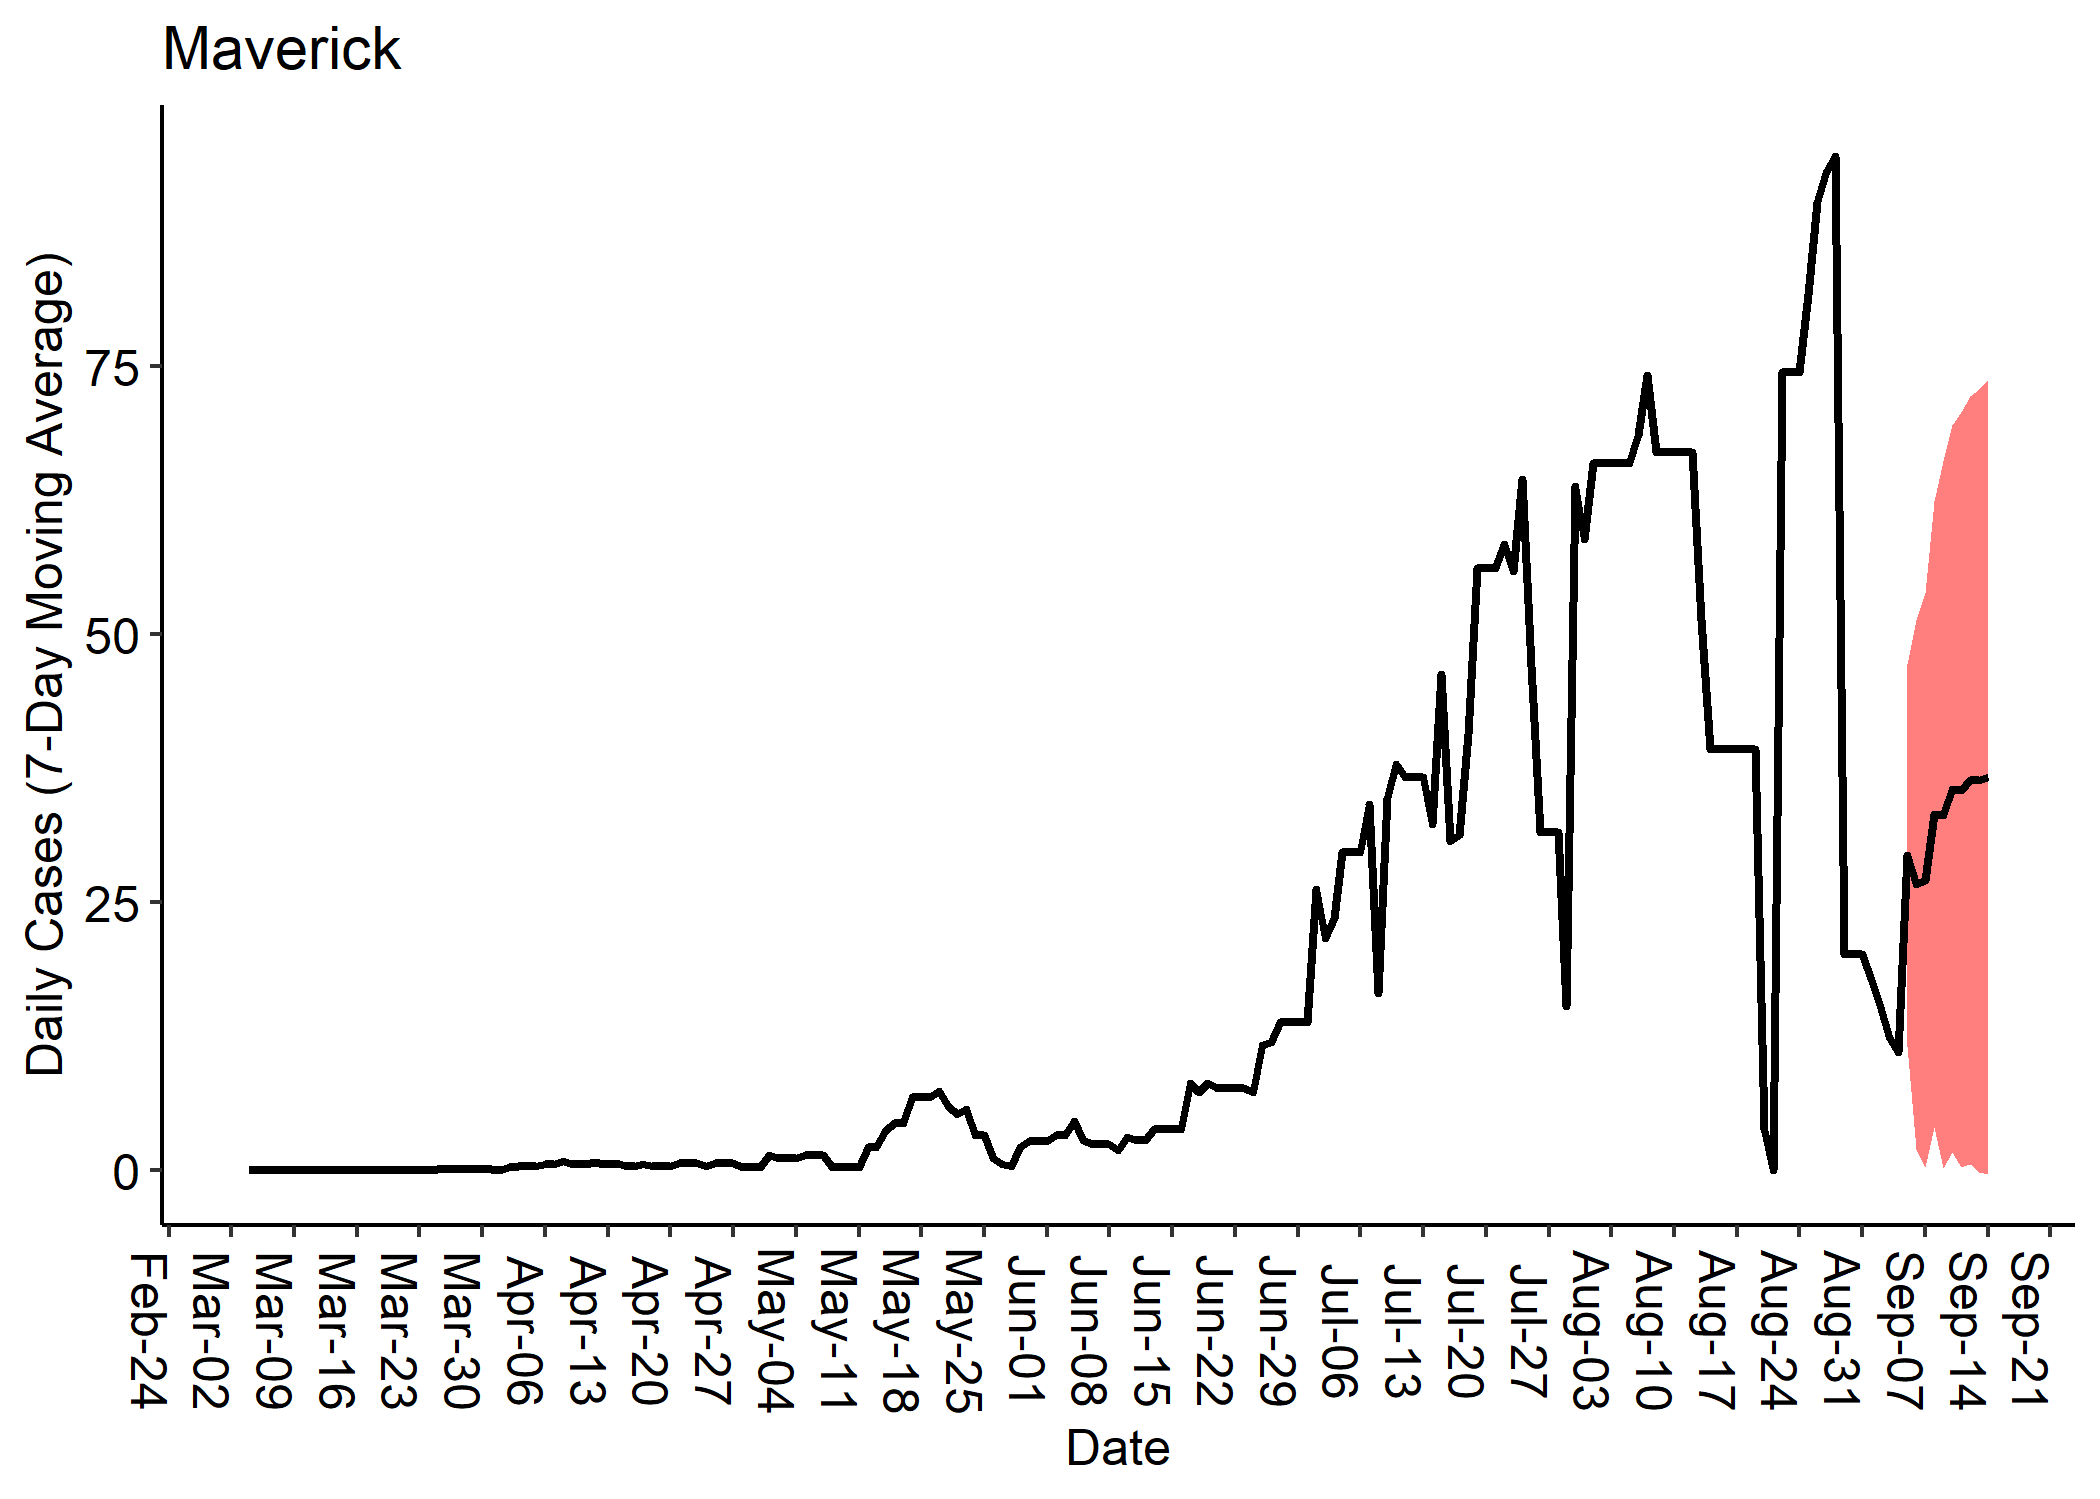 Maverick
Daily Cases (7-Day Moving Average)
75
50
25
0
Feb-24
Mar-02
Mar-09
Mar-16
Mar-23
Mar-30
Apr-06
Apr-13
Apr-20
Apr-27
May-04
May-11
May-18
May-25
Jun-01
Jun-08
Jun-15
Jun-22
Jun-29
Jul-06
Jul-13
Jul-20
Jul-27
Aug-03
Aug-10
Aug-17
Aug-24
Aug-31
Sep-07
Sep-14
Sep-21
Date